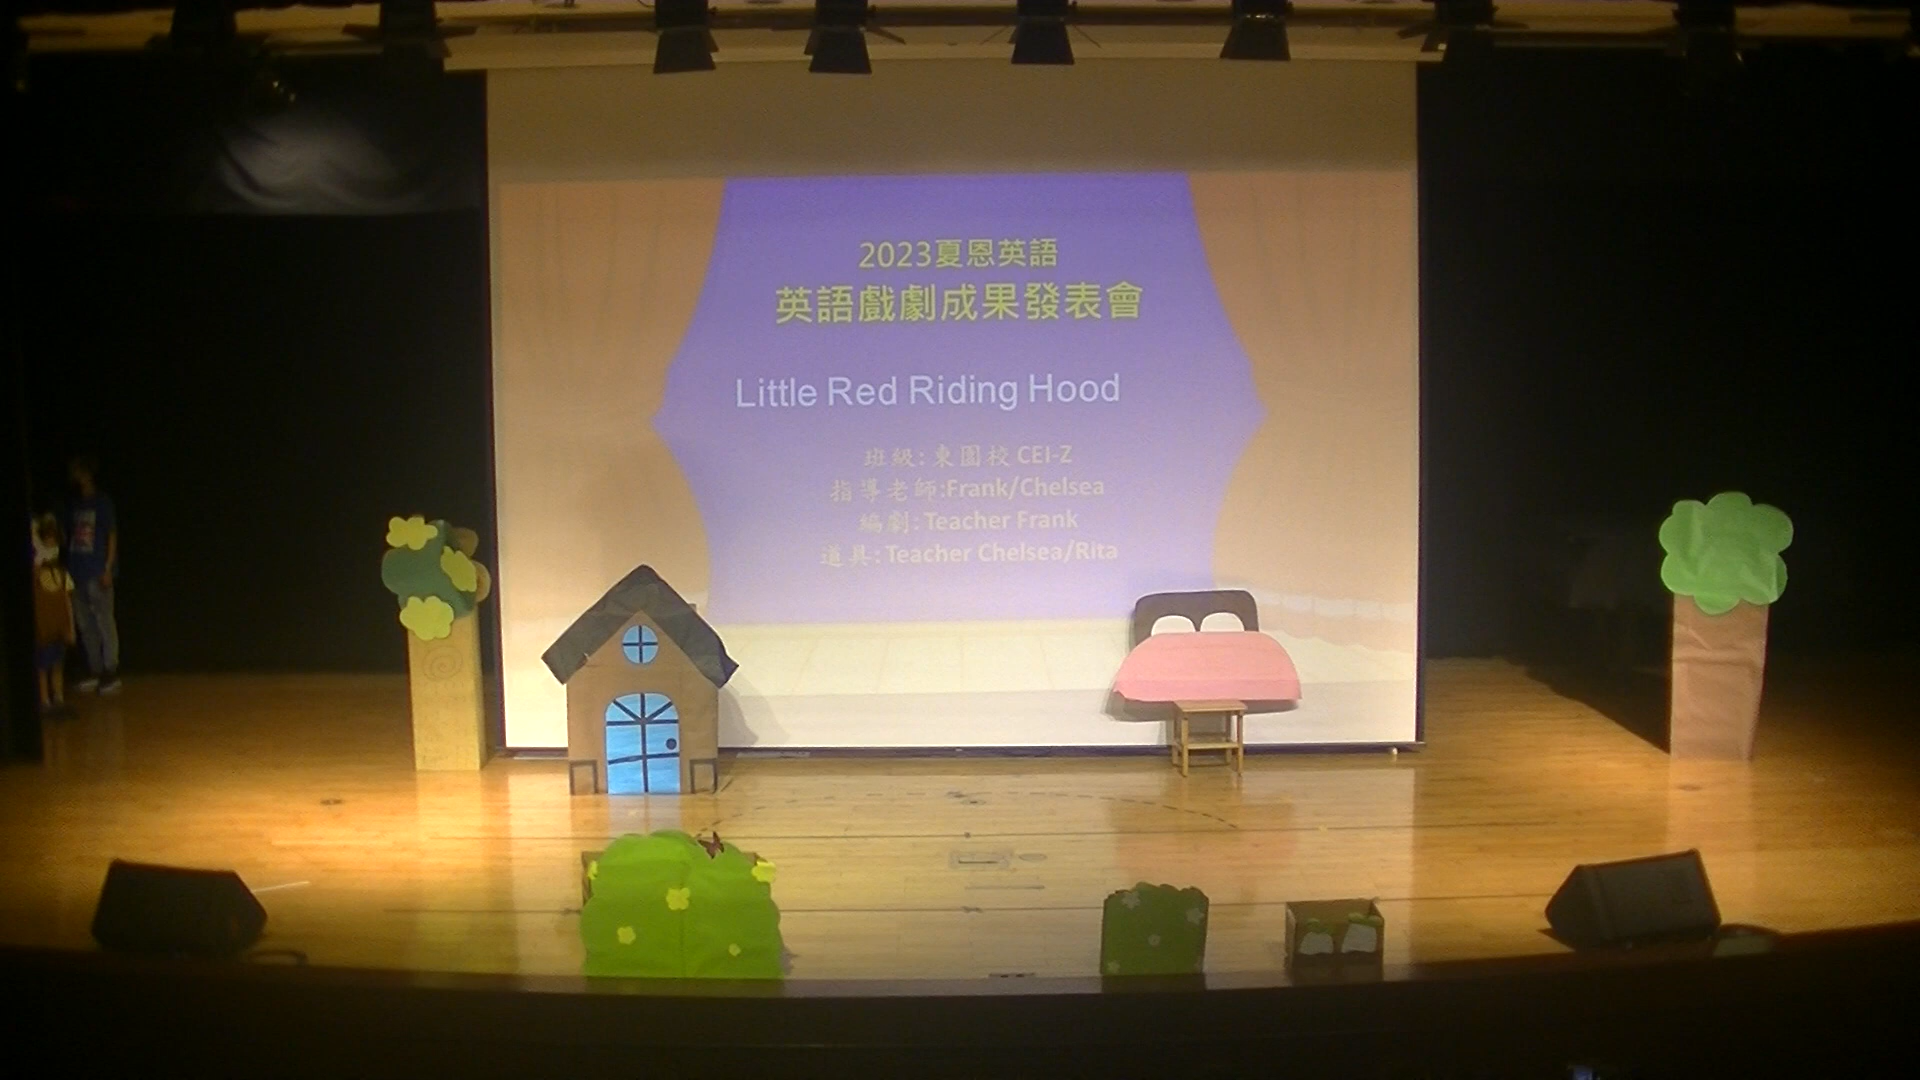 2023夏恩英語
英語戲劇成果發表會
Little Red Riding Hood
班級: 東園校 CEI-Z
指導老師:Frank/Chelsea
編劇: Teacher Frank
道具: Teacher Chelsea/Rita